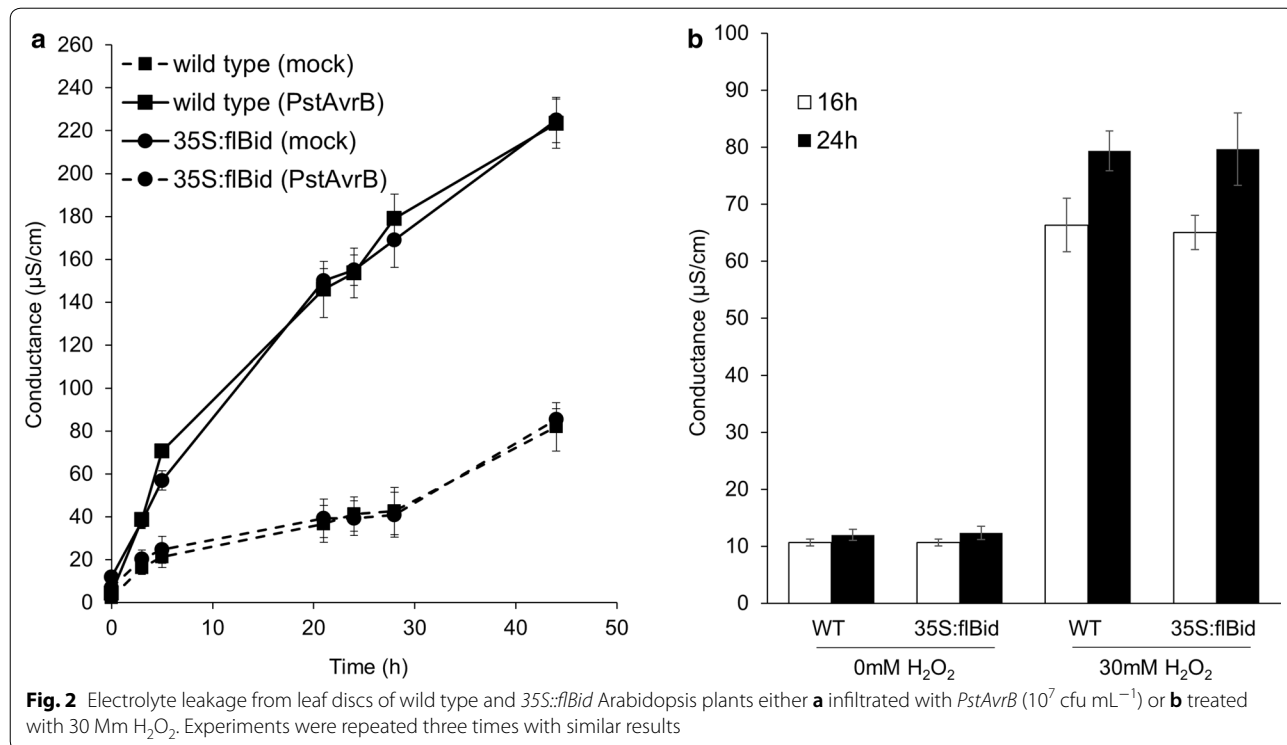 a
260
240
220
200
180
160
140
120
100
80
60
40
20
0
Conductance (µS/cm)
wild type (mock)
wild type (PstAvrB)
35S:flBid (mock)
35S:flBid (PstAvrB)
0 10 20 30 40 50
Time (h)
b
100
90
80
70
60
50
40
30
20
10
0
Conductance (µS/cm)
16h
24h
WT 35S:flBid WT 35S:flBid
0mM H₂O₂ 30mM H₂O₂
Fig. 2 Electrolyte leakage from leaf discs of wild type and 35S::flBid Arabidopsis plants either a infiltrated with PstAvrB (10⁷ cfu mL⁻¹) or b treated
with 30 Mm H₂O₂. Experiments were repeated three times with similar results